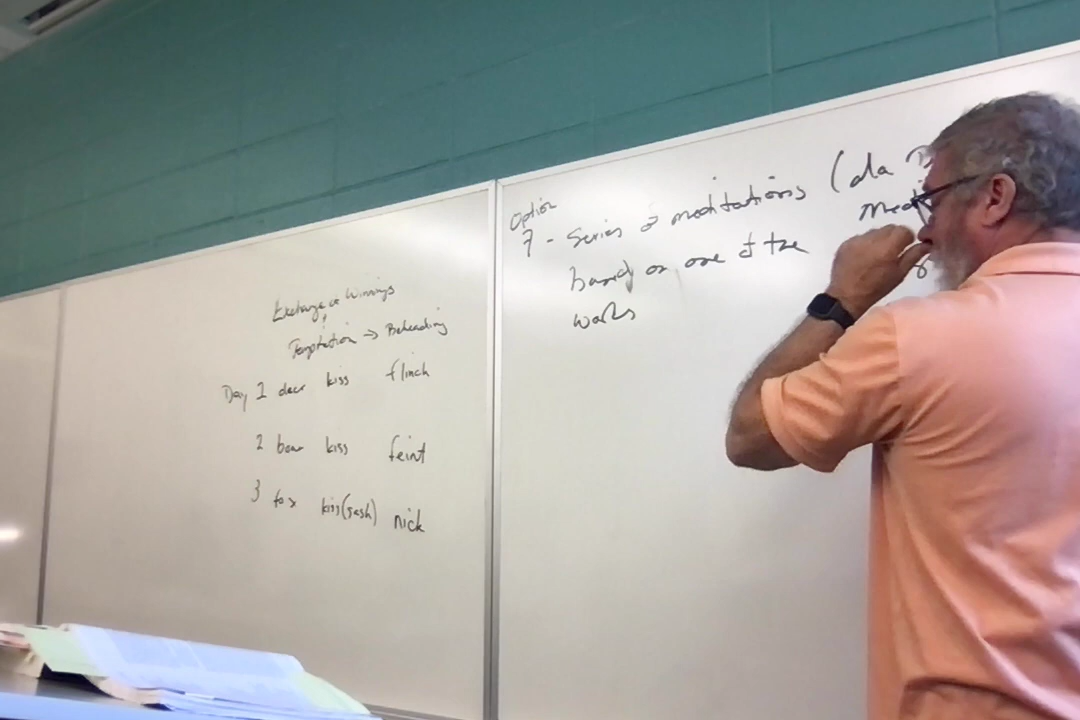 Exchange of Winnings
Temptation → Beheading
Day 1 deer kiss flinch
2 boar kiss feint
3 fox kiss (sash) nick
Option
7 - Series of meditations (ala
based on one of the
works